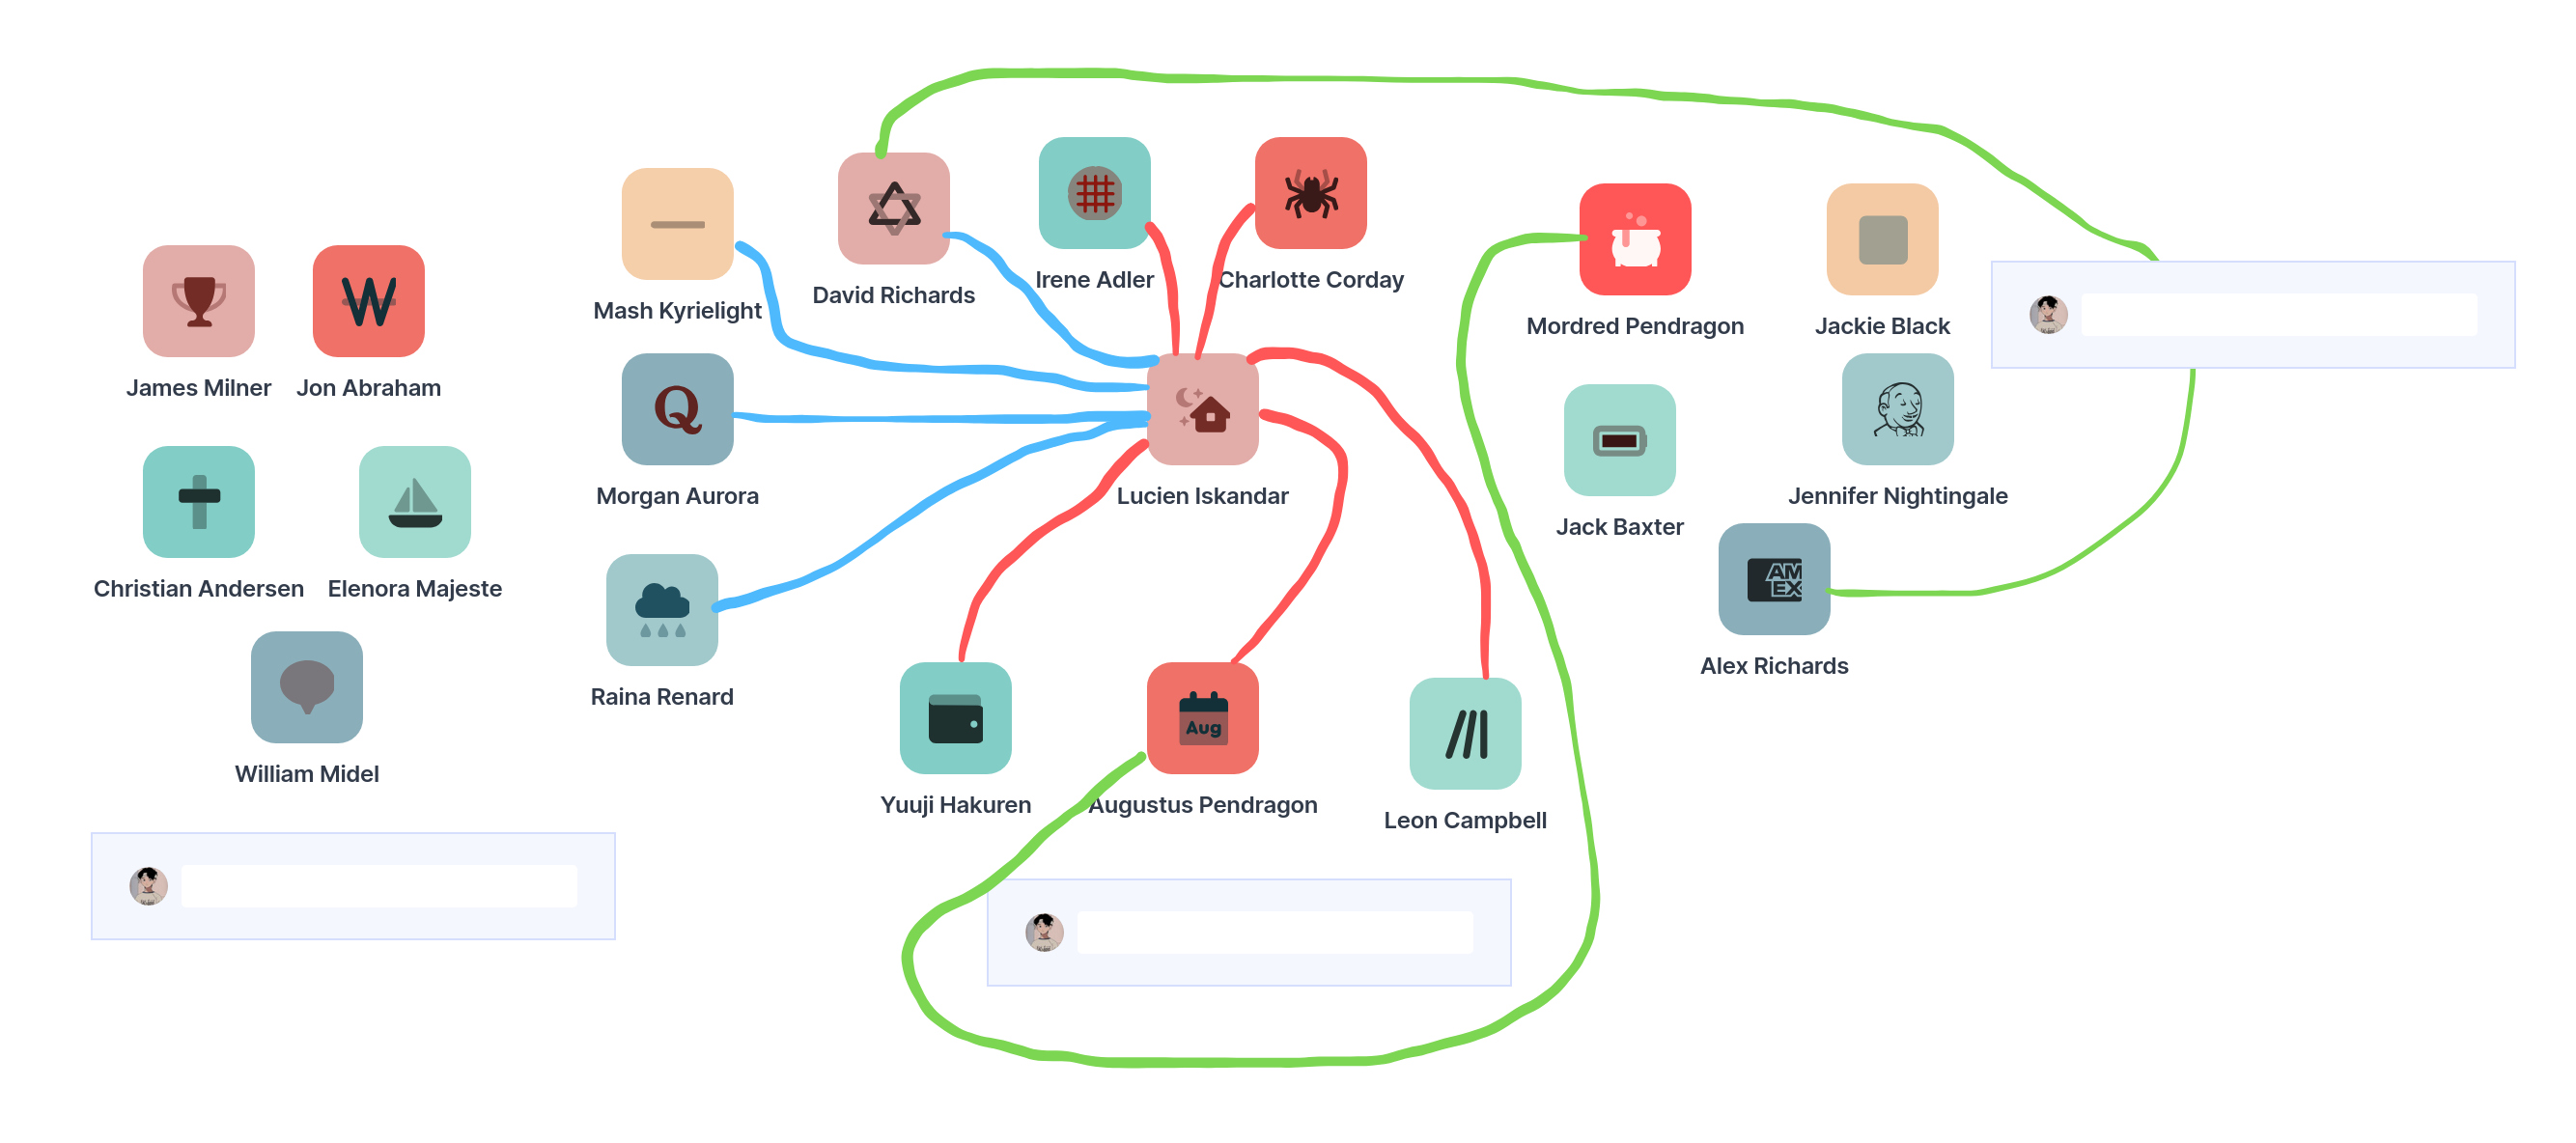 Mash Kyrielight
David Richards
Irene Adler
Charlotte Corday
Mordred Pendragon
Jackie Black
James Milner
Jon Abraham
W
Q
Morgan Aurora
Lucien Iskandar
Jack Baxter
Jennifer Nightingale
Christian Andersen
Elenora Majeste
AM
EX
Alex Richards
Raina Renard
William Midel
Aug
Yuuji Hakuren
Augustus Pendragon
Leon Campbell